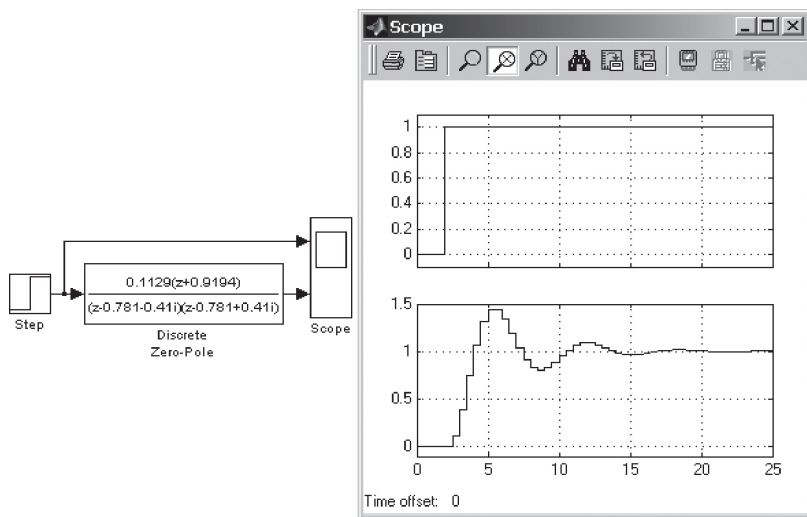 Scope
1
0.8
0.6
0.4
0.2
0
0.1129(z+0.9194)
(z-0.781-0.41i)(z-0.781+0.41i)
Step
Discrete
Zero-Pole
Scope
1.5
1
0.5
0
0
5
10
15
20
25
Time offset: 0